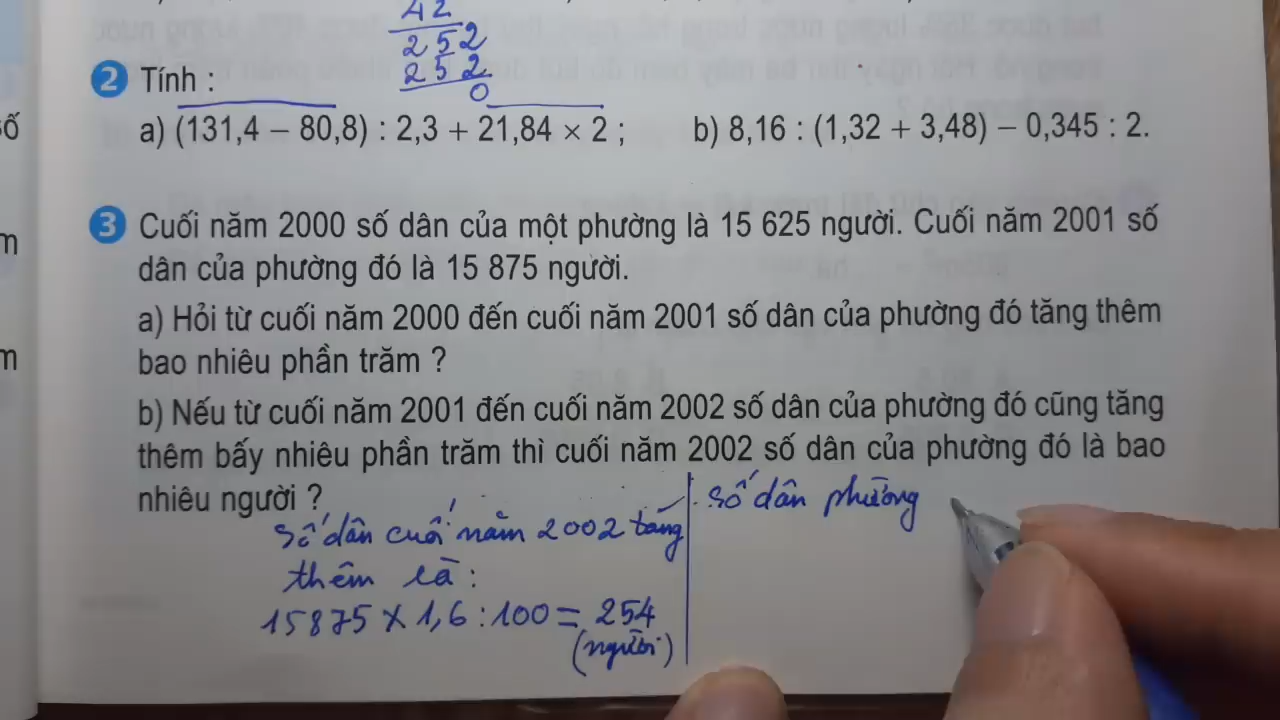 42
252
252
0
2 Tính :
a) (131,4 – 80,8) : 2,3 + 21,84 × 2 ; b) 8,16 : (1,32 + 3,48) – 0,345 : 2.
số
3 Cuối năm 2000 số dân của một phường là 15 625 người. Cuối năm 2001 số
dân của phường đó là 15 875 người.
m
a) Hỏi từ cuối năm 2000 đến cuối năm 2001 số dân của phường đó tăng thêm
bao nhiêu phần trăm ?
m
b) Nếu từ cuối năm 2001 đến cuối năm 2002 số dân của phường đó cũng tăng
thêm bấy nhiêu phần trăm thì cuối năm 2002 số dân của phường đó là bao
nhiêu người ?
Số dân cuối năm 2002 tăng
thêm là:
15875 × 1,6 : 100 = 254
(người)
Số dân phường